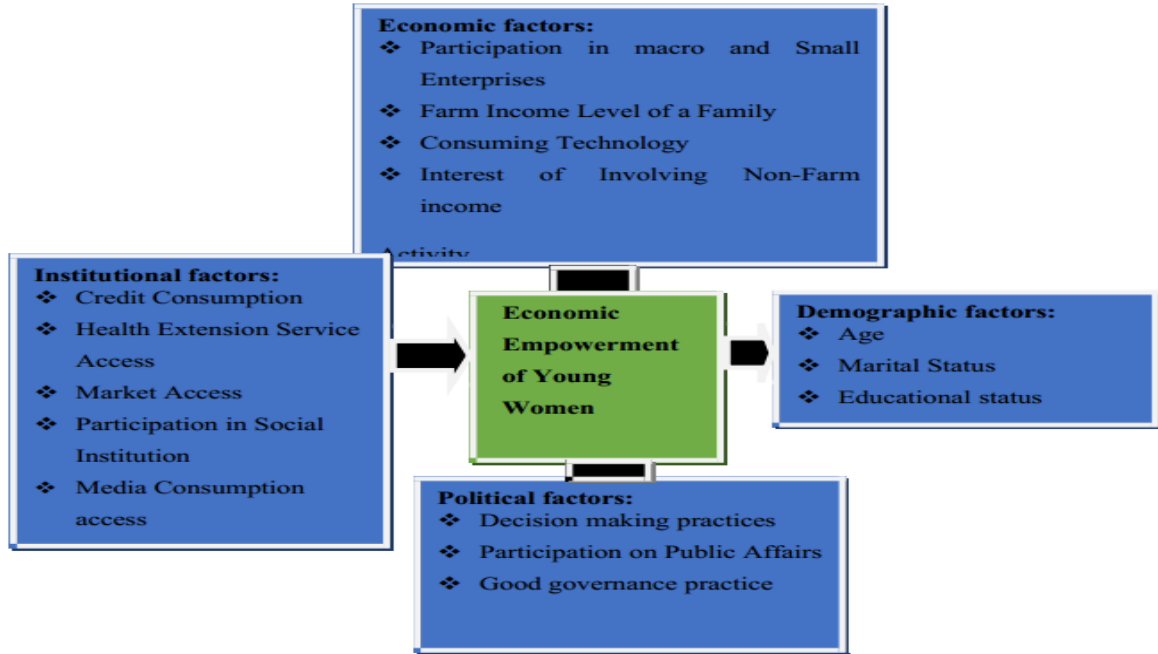 Economic factors:
❖ Participation in macro and Small
Enterprises
❖ Farm Income Level of a Family
❖ Consuming Technology
❖ Interest of Involving Non-Farm
income
Activity
Institutional factors:
❖ Credit Consumption
❖ Health Extension Service
Access
❖ Market Access
❖ Participation in Social
Institution
❖ Media Consumption
access
Economic
Empowerment
of Young
Women
Demographic factors:
❖ Age
❖ Marital Status
❖ Educational status
Political factors:
❖ Decision making practices
❖ Participation on Public Affairs
❖ Good governance practice